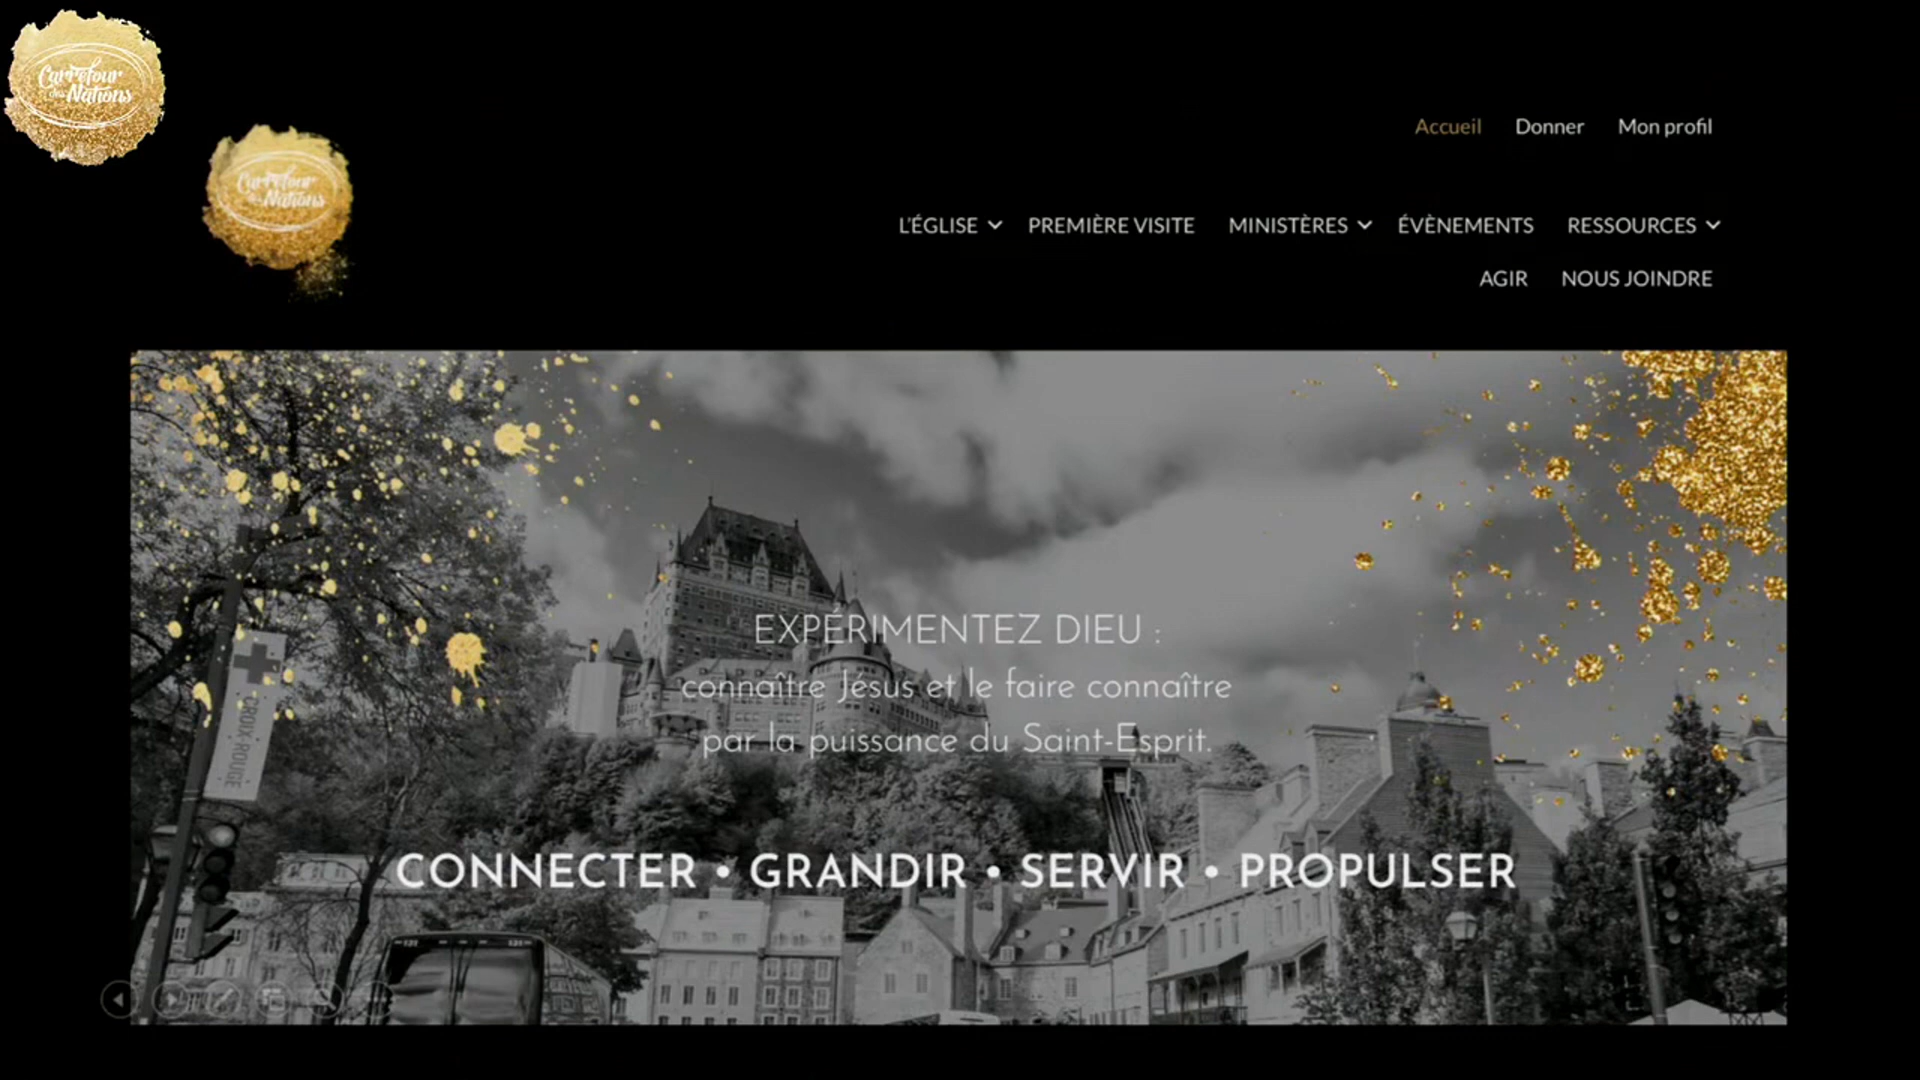 Carrefour
des Nations
Accueil Donner Mon profil
Carrefour
des Nations
L'ÉGLISE PREMIÈRE VISITE MINISTÈRES ÉVÈNEMENTS RESSOURCES
AGIR NOUS JOINDRE
EXPÉRIMENTEZ DIEU :
connaître Jésus et le faire connaître
par la puissance du Saint-Esprit.
CROIX-ROUGE
CONNECTER • GRANDIR • SERVIR • PROPULSER
131 131